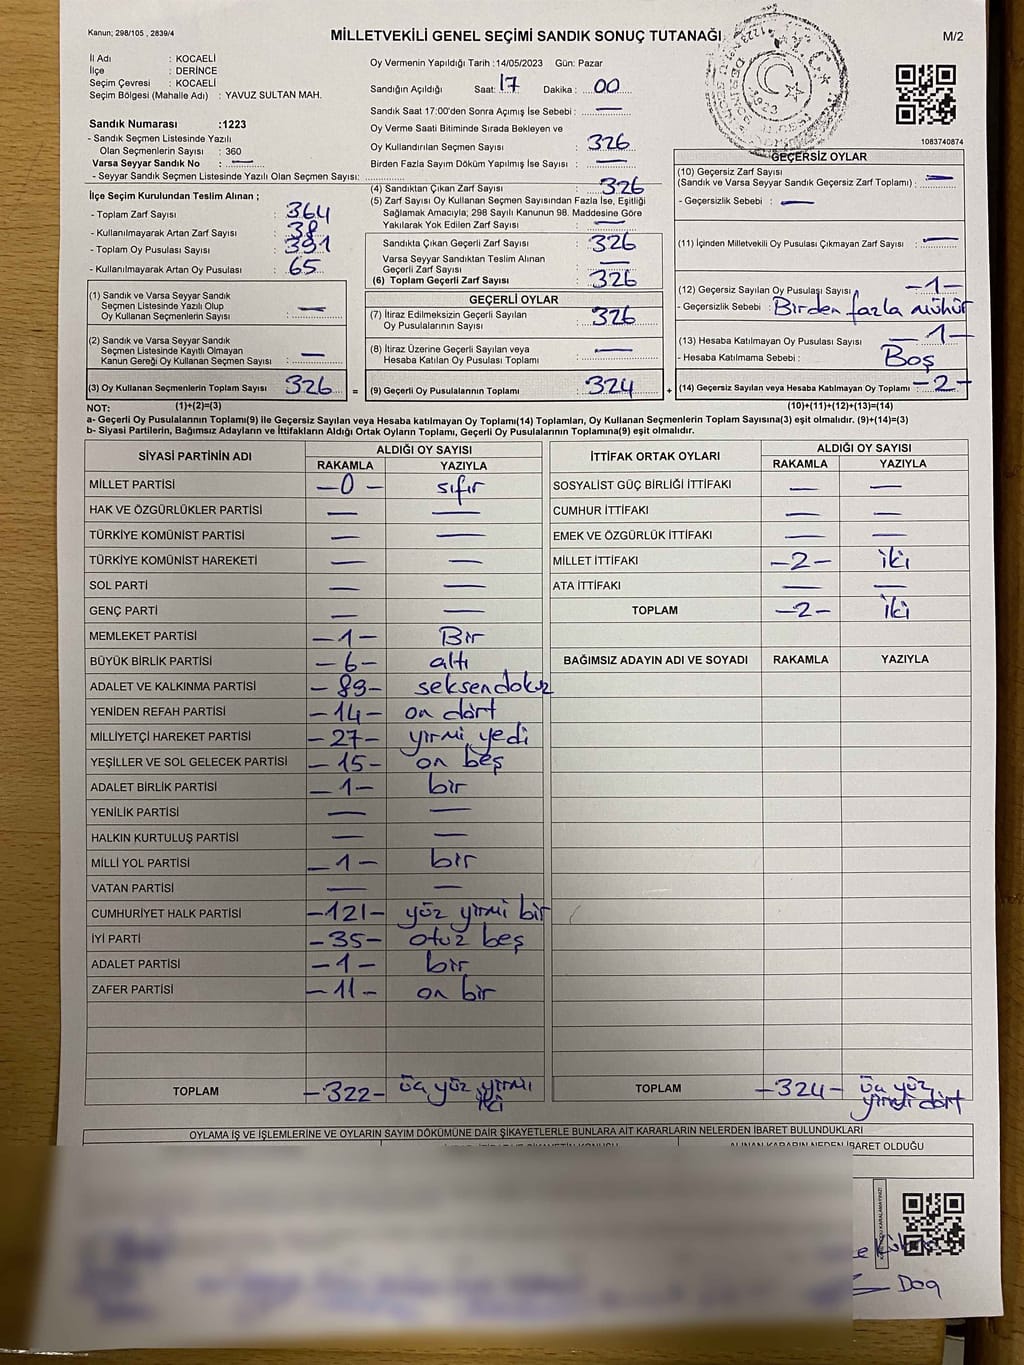 Kanun; 298/105 , 2839/4
MİLLETVEKİLİ GENEL SEÇİMİ SANDIK SONUÇ TUTANAĞI
M/2
İl Adı : KOCAELİ
İlçe : DERİNCE
Seçim Çevresi : KOCAELİ
Seçim Bölgesi (Mahalle Adı) : YAVUZ SULTAN MAH.
Sandık Numarası :1223
- Sandık Seçmen Listesinde Yazılı
Olan Seçmenlerin Sayısı : 360
Varsa Seyyar Sandık No : —
- Seyyar Sandık Seçmen Listesinde Yazılı Olan Seçmen Sayısı:
İlçe Seçim Kurulundan Teslim Alınan ;
- Toplam Zarf Sayısı : 364
- Kullanılmayarak Artan Zarf Sayısı : 38
- Toplam Oy Pusulası Sayısı : 391
- Kullanılmayarak Artan Oy Pusulası : 65
(1) Sandık ve Varsa Seyyar Sandık
Seçmen Listesinde Yazılı Olup
Oy Kullanan Seçmenlerin Sayısı : —
(2) Sandık ve Varsa Seyyar Sandık
Seçmen Listesinde Kayıtlı Olmayan
Kanun Gereği Oy Kullanan Seçmen Sayısı : —
(3) Oy Kullanan Seçmenlerin Toplam Sayısı 326 =
Oy Vermenin Yapıldığı Tarih :14/05/2023 Gün: Pazar
Sandığın Açıldığı Saat: 17 Dakika : 00
Sandık Saat 17:00'den Sonra Açılmış İse Sebebi : —
Oy Verme Saati Bitiminde Sırada Bekleyen ve
Oy Kullandırılan Seçmen Sayısı : 326
Birden Fazla Sayım Döküm Yapılmış İse Sayısı : —
(4) Sandıktan Çıkan Zarf Sayısı : 326
(5) Zarf Sayısı Oy Kullanan Seçmen Sayısından Fazla İse, Eşitliği
Sağlamak Amacıyla; 298 Sayılı Kanunun 98. Maddesine Göre
Yakılarak Yok Edilen Zarf Sayısı : —
Sandıkta Çıkan Geçerli Zarf Sayısı : 326
Varsa Seyyar Sandıktan Teslim Alınan
Geçerli Zarf Sayısı : —
(6) Toplam Geçerli Zarf Sayısı : 326
GEÇERLİ OYLAR
(7) İtiraz Edilmeksizin Geçerli Sayılan
Oy Pusulalarının Sayısı : 326
(8) İtiraz Üzerine Geçerli Sayılan veya
Hesaba Katılan Oy Pusulası Toplamı : —
(9) Geçerli Oy Pusulalarının Toplamı : 324 +
1083740874
GEÇERSİZ OYLAR
(10) Geçersiz Zarf Sayısı
(Sandık ve Varsa Seyyar Sandık Geçersiz Zarf Toplamı) : —
- Geçersizlik Sebebi : —
(11) İçinden Milletvekili Oy Pusulası Çıkmayan Zarf Sayısı : —
(12) Geçersiz Sayılan Oy Pusulası Sayısı : —1—
- Geçersizlik Sebebi : Birden fazla mühür
(13) Hesaba Katılmayan Oy Pusulası Sayısı : —1—
- Hesaba Katılmama Sebebi : Boş
(14) Geçersiz Sayılan veya Hesaba Katılmayan Oy Toplamı : —2—
NOT: (1)+(2)=(3) (10)+(11)+(12)+(13)=(14)
a- Geçerli Oy Pusulalarının Toplamı(9) ile Geçersiz Sayılan veya Hesaba Katılmayan Oy Toplamı(14) Toplamları, Oy Kullanan Seçmenlerin Toplam Sayısına(3) eşit olmalıdır. (9)+(14)=(3)
b- Siyasi Partilerin, Bağımsız Adayların ve İttifakların Aldığı Ortak Oyların Toplamı, Geçerli Oy Pusulalarının Toplamına(9) eşit olmalıdır.
SİYASİ PARTİNİN ADI ALDIĞI OY SAYISI
RAKAMLA YAZIYLA
MİLLET PARTİSİ —0— sıfır
HAK VE ÖZGÜRLÜKLER PARTİSİ — —
TÜRKİYE KOMÜNİST PARTİSİ — —
TÜRKİYE KOMÜNİST HAREKETİ — —
SOL PARTİ — —
GENÇ PARTİ — —
MEMLEKET PARTİSİ —1— Bir
BÜYÜK BİRLİK PARTİSİ —6— altı
ADALET VE KALKINMA PARTİSİ —89— seksendokuz
YENİDEN REFAH PARTİSİ —14— on dört
MİLLİYETÇİ HAREKET PARTİSİ —27— yirmi yedi
YEŞİLLER VE SOL GELECEK PARTİSİ —15— on beş
ADALET BİRLİK PARTİSİ —1— bir
YENİLİK PARTİSİ — —
HALKIN KURTULUŞ PARTİSİ — —
MİLLİ YOL PARTİSİ —1— bir
VATAN PARTİSİ — —
CUMHURİYET HALK PARTİSİ —121— yüz yirmi bir
İYİ PARTİ —35— otuz beş
ADALET PARTİSİ —1— bir
ZAFER PARTİSİ —11— on bir
TOPLAM —322— üç yüz yirmi iki
İTTİFAK ORTAK OYLARI ALDIĞI OY SAYISI
RAKAMLA YAZIYLA
SOSYALİST GÜÇ BİRLİĞİ İTTİFAKI — —
CUMHUR İTTİFAKI — —
EMEK VE ÖZGÜRLÜK İTTİFAKI — —
MİLLET İTTİFAKI —2— iki
ATA İTTİFAKI — —
TOPLAM —2— iki
BAĞIMSIZ ADAYIN ADI VE SOYADI RAKAMLA YAZIYLA
TOPLAM —324— üç yüz yirmi dört
OYLAMA İŞ VE İŞLEMLERİNE VE OYLARIN SAYIM DÖKÜMÜNE DAİR ŞİKAYETLERLE BUNLARA AİT KARARLARIN NELERDEN İBARET BULUNDUKLARI
ALINAN KARARIN NEDEN İBARET OLDUĞU